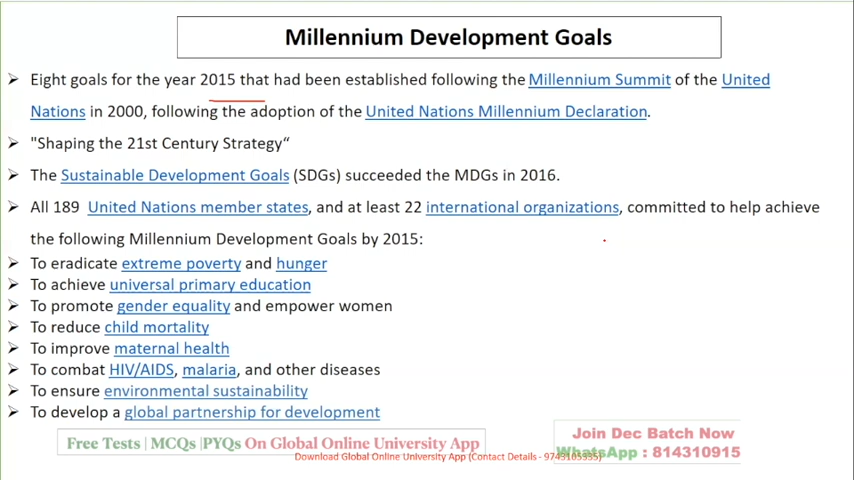 Millennium Development Goals
➢ Eight goals for the year 2015 that had been established following the Millennium Summit of the United
Nations in 2000, following the adoption of the United Nations Millennium Declaration.
➢ "Shaping the 21st Century Strategy“
➢ The Sustainable Development Goals (SDGs) succeeded the MDGs in 2016.
➢ All 189 United Nations member states, and at least 22 international organizations, committed to help achieve
the following Millennium Development Goals by 2015:
➢ To eradicate extreme poverty and hunger
➢ To achieve universal primary education
➢ To promote gender equality and empower women
➢ To reduce child mortality
➢ To improve maternal health
➢ To combat HIV/AIDS, malaria, and other diseases
➢ To ensure environmental sustainability
➢ To develop a global partnership for development
Free Tests | MCQs |PYQs On Global Online University App
Join Dec Batch Now
WhatsApp : 814310915
Download Global Online University App (Contact Details - 9743105335)